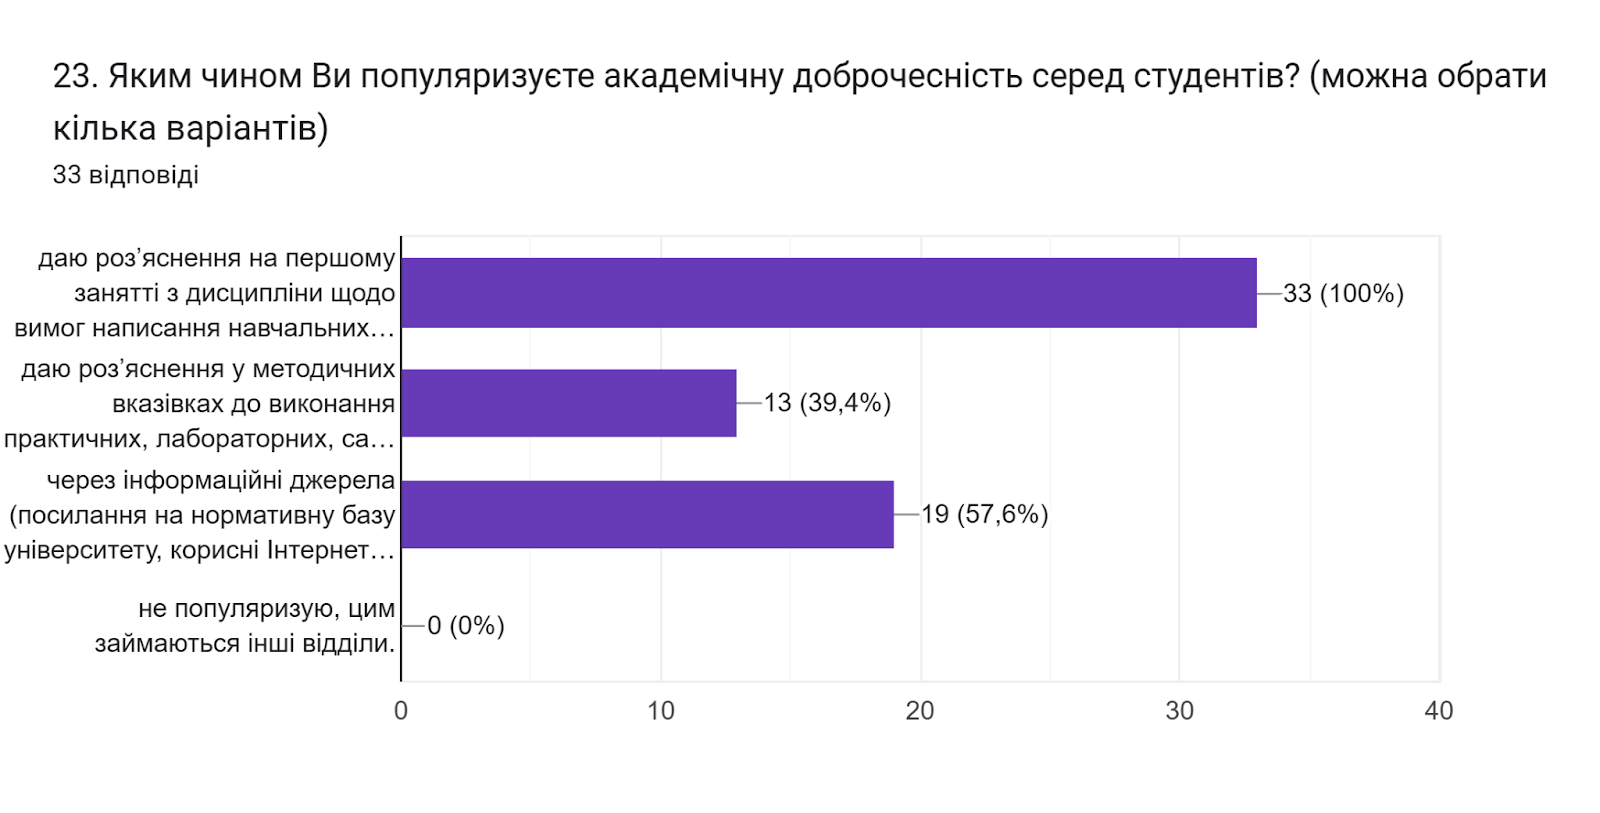 23. Яким чином Ви популяризуєте академічну доброчесність серед студентів? (можна обрати
кілька варіантів)
33 відповіді
даю роз’яснення на першому
занятті з дисципліни щодо
вимог написання навчальних…
33 (100%)
даю роз’яснення у методичних
вказівках до виконання
практичних, лабораторних, са…
13 (39,4%)
через інформаційні джерела
(посилання на нормативну базу
університету, корисні Інтернет…
19 (57,6%)
не популяризую, цим
займаються інші відділи.
0 (0%)
0
10
20
30
40